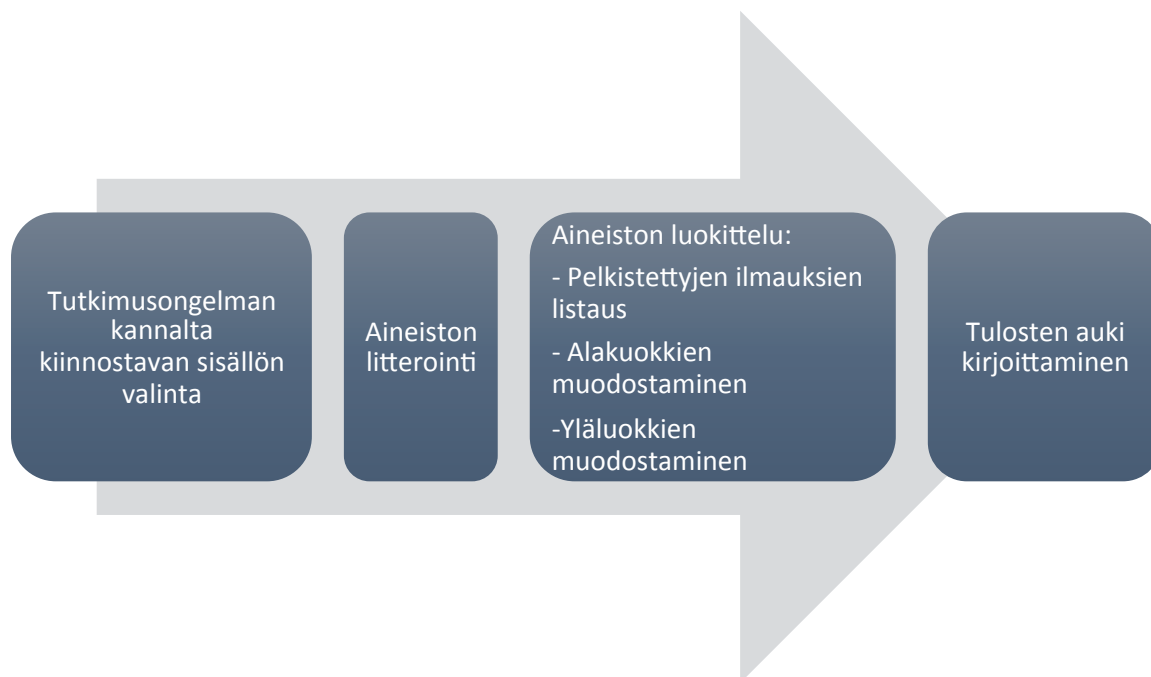 Tutkimusongelman
kannalta
kiinnostavan sisällön
valinta
Aineiston
litterointi
Aineiston luokittelu:
- Pelkistettyjen ilmauksien
listaus
- Alakuokkien
muodostaminen
-Yläluokkien
muodostaminen
Tulosten auki
kirjoittaminen